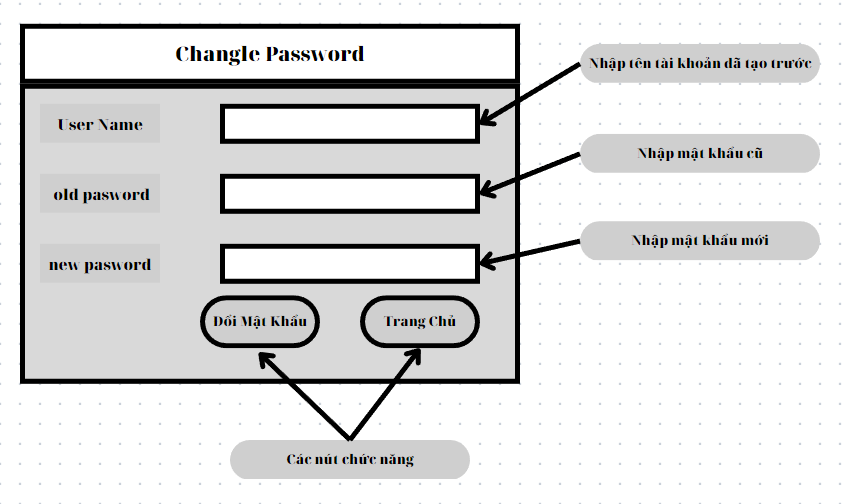 Changle Password
Nhập tên tài khoản đã tạo trước
User Name
Nhập mật khẩu cũ
old pasword
Nhập mật khẩu mới
new pasword
Đổi Mật Khẩu
Trang Chủ
Các nút chức năng